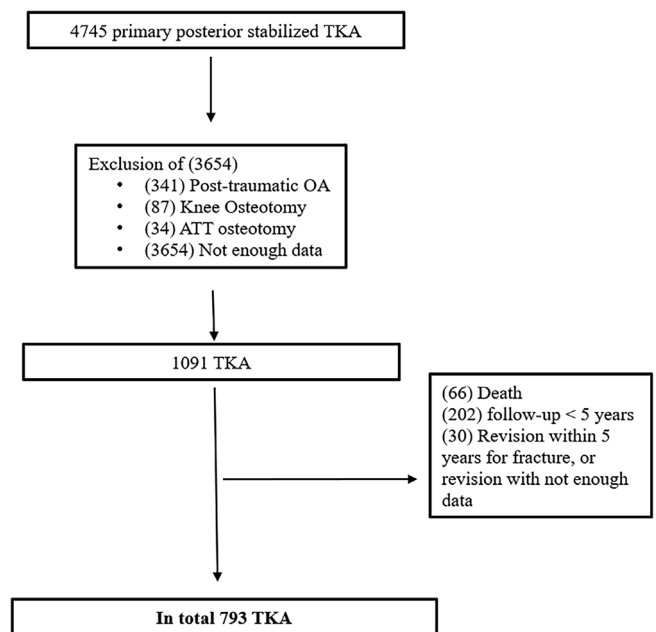 4745 primary posterior stabilized TKA
Exclusion of (3654)
• (341) Post-traumatic OA
• (87) Knee Osteotomy
• (34) ATT osteotomy
• (3654) Not enough data
1091 TKA
(66) Death
(202) follow-up < 5 years
(30) Revision within 5
years for fracture, or
revision with not enough
data
In total 793 TKA